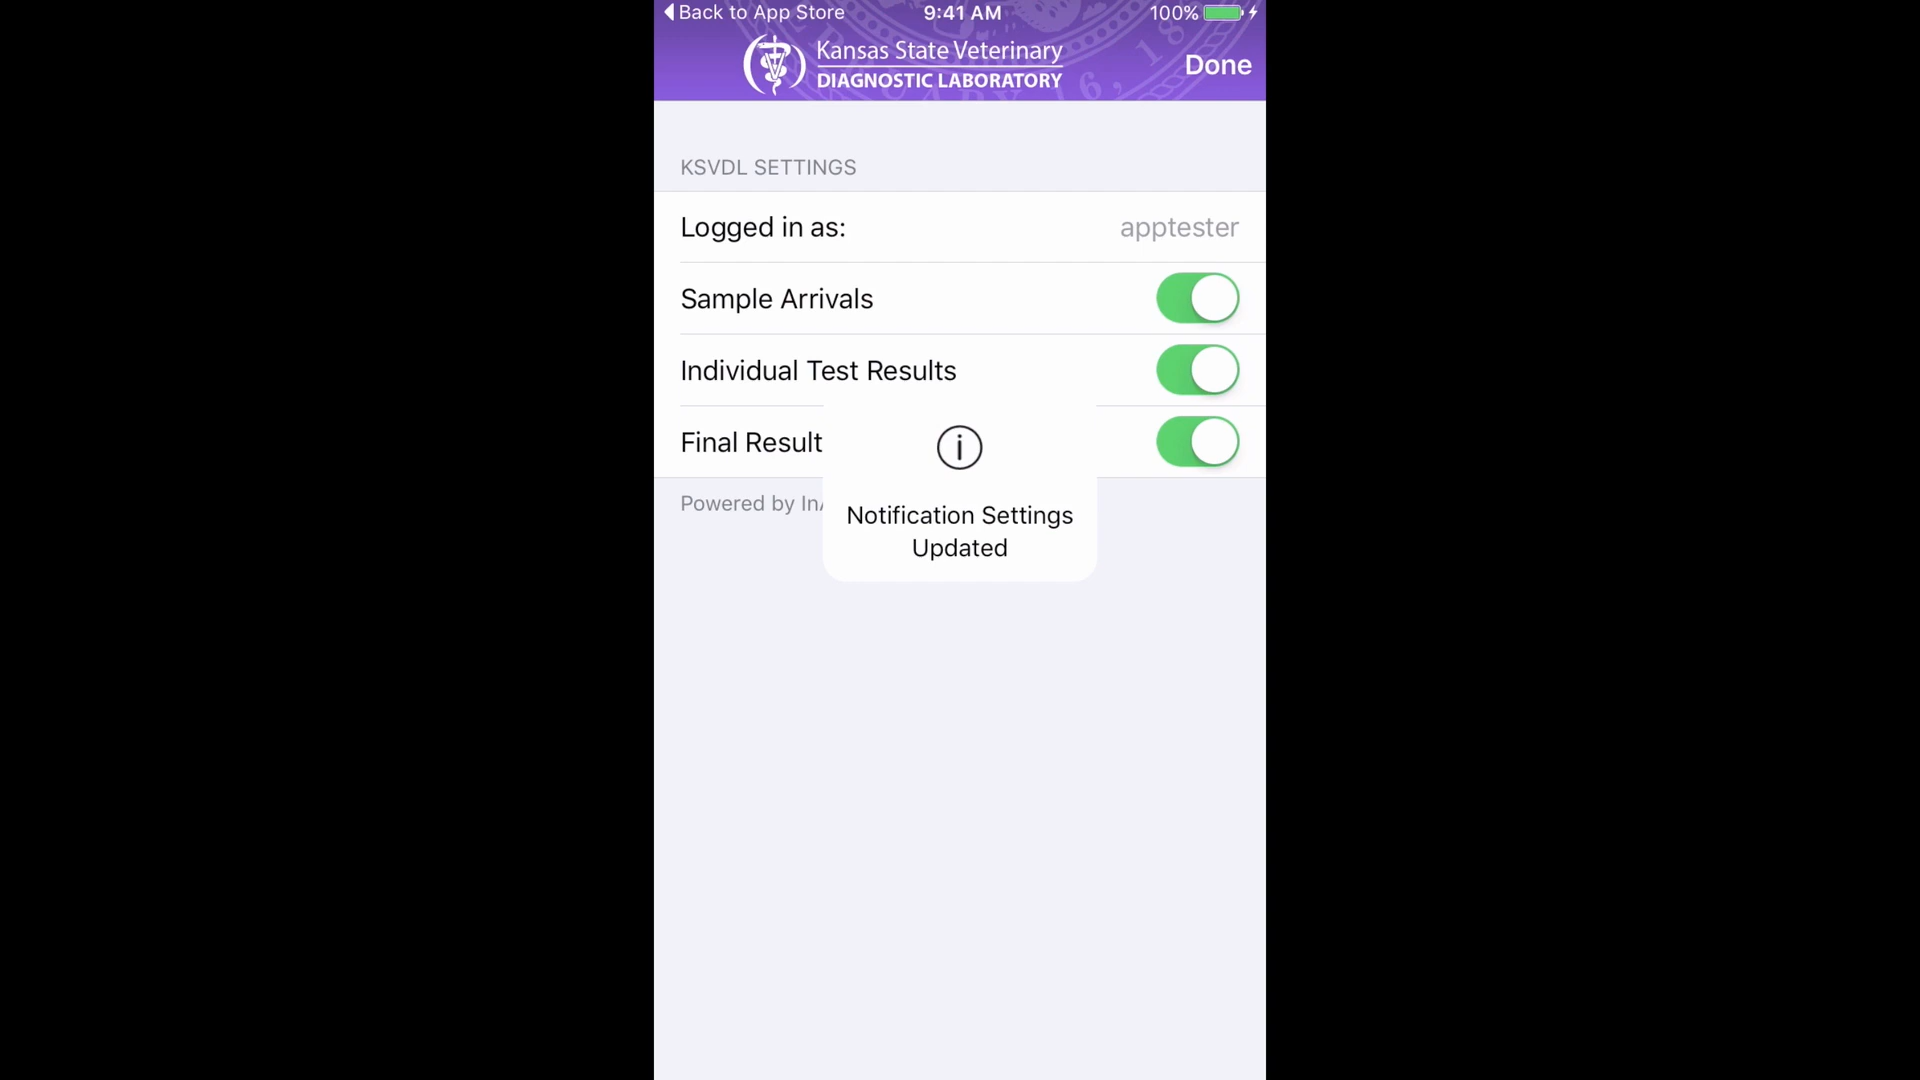 Back to App Store 9:41 AM 100%
Kansas State Veterinary
DIAGNOSTIC LABORATORY
Done
KSVDL SETTINGS
Logged in as: apptester
Sample Arrivals
Individual Test Results
Final Result
Powered by
Notification Settings
Updated